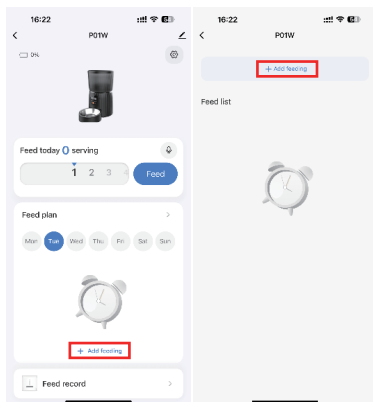 16:22
P01W
0%
Feed today 0 serving
1 2 3 4
Feed
Feed plan
Mon Tue Wed Thu Fri Sat Sun
+ Add feeding
Feed record
16:22
P01W
+ Add feeding
Feed list